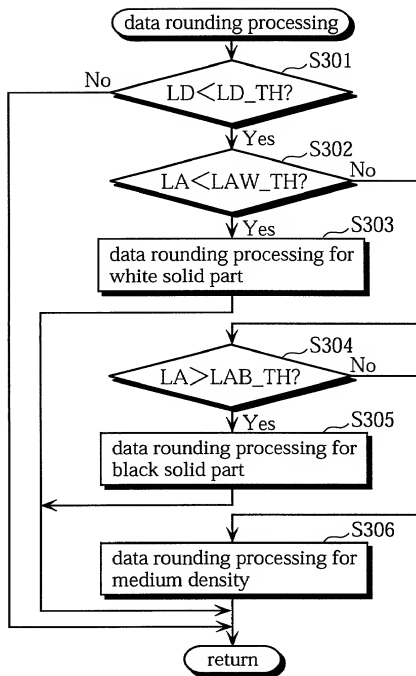 data rounding processing
S301
No
LD<LD_TH?
Yes
S302
No
LA<LAW_TH?
Yes
S303
data rounding processing for
white solid part
S304
No
LA>LAB_TH?
Yes
S305
data rounding processing for
black solid part
S306
data rounding processing for
medium density
return